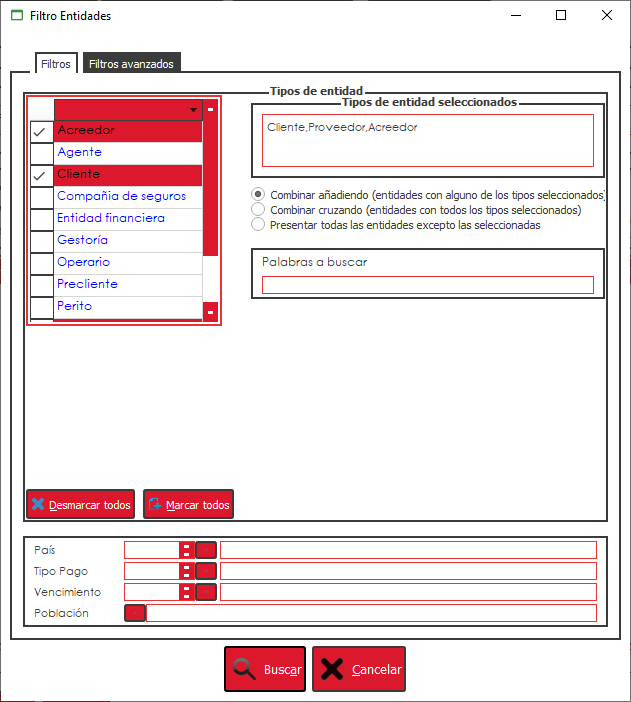 Filtro Entidades
Filtros
Filtros avanzados
Tipos de entidad
Acreedor
Agente
Cliente
Compañia de seguros
Entidad financiera
Gestoría
Operario
Precliente
Perito
Tipos de entidad seleccionados
Cliente,Proveedor,Acreedor
Combinar añadiendo (entidades con alguno de los tipos seleccionados)
Combinar cruzando (entidades con todos los tipos seleccionados)
Presentar todas las entidades excepto las seleccionadas
Palabras a buscar
Desmarcar todos
Marcar todos
País
Tipo Pago
Vencimiento
Población
Buscar
Cancelar